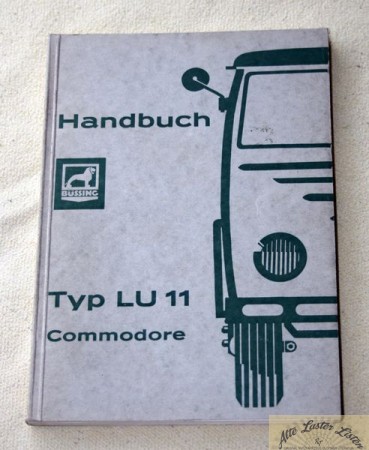 Handbuch
BÜSSING
Typ LU 11
Commodore
Alte Laster Listen